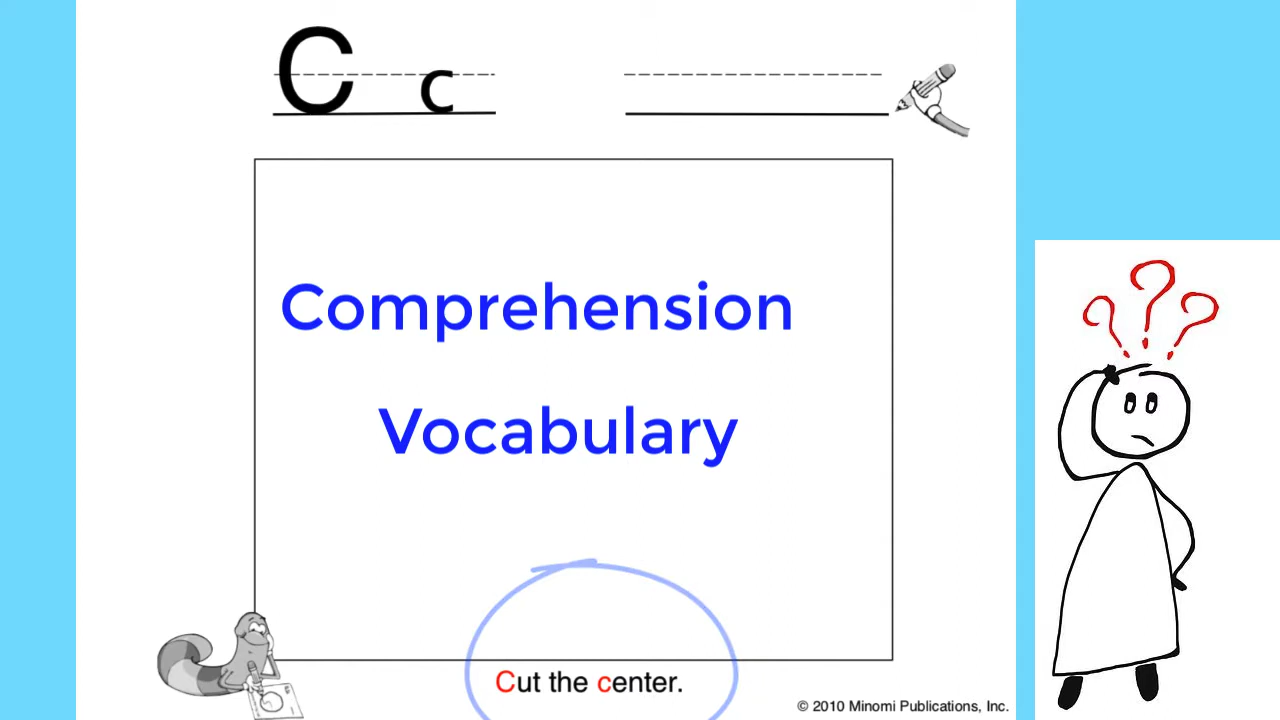 C c
Comprehension
Vocabulary
Cut the center.
© 2010 Minomi Publications, Inc.
? ? ?